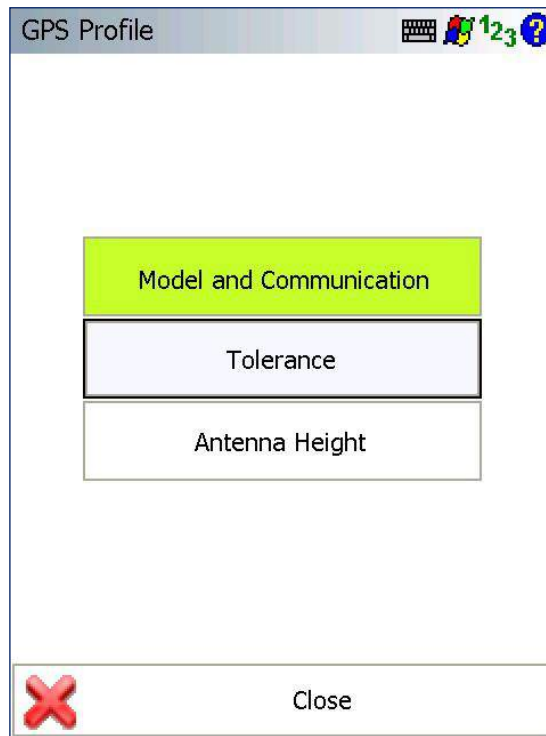 GPS Profile 123 ?
Model and Communication
Tolerance
Antenna Height
Close